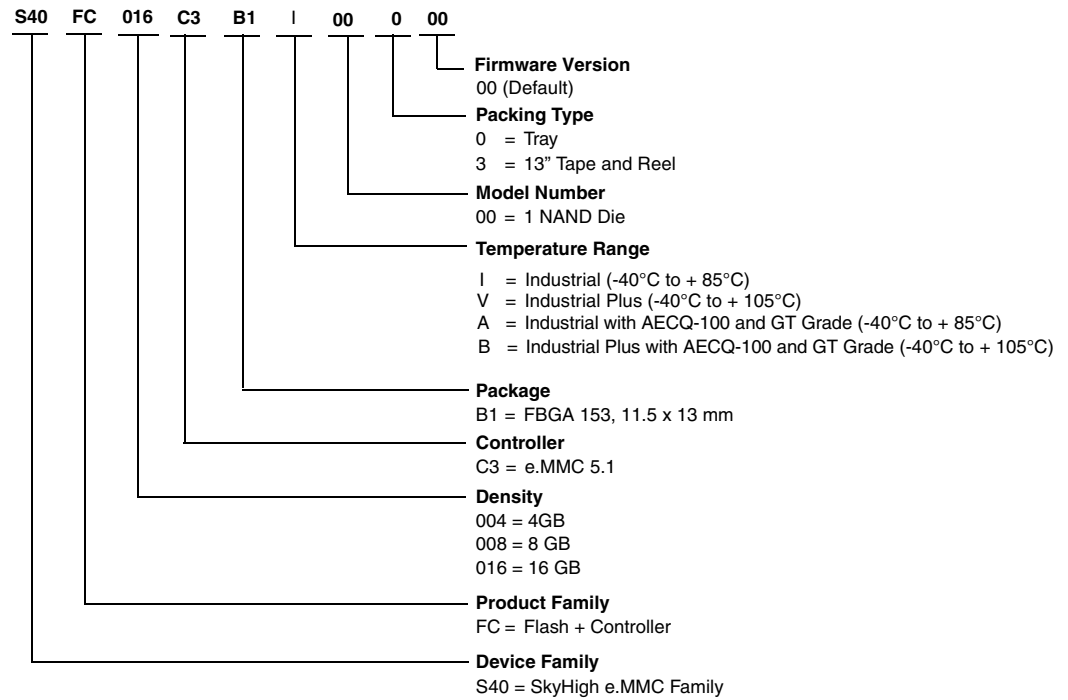 S40 FC 016 C3 B1 I 00 0 00
Firmware Version
00 (Default)
Packing Type
0 = Tray
3 = 13” Tape and Reel
Model Number
00 = 1 NAND Die
Temperature Range
I = Industrial (-40°C to + 85°C)
V = Industrial Plus (-40°C to + 105°C)
A = Industrial with AECQ-100 and GT Grade (-40°C to + 85°C)
B = Industrial Plus with AECQ-100 and GT Grade (-40°C to + 105°C)
Package
B1 = FBGA 153, 11.5 x 13 mm
Controller
C3 = e.MMC 5.1
Density
004 = 4GB
008 = 8 GB
016 = 16 GB
Product Family
FC = Flash + Controller
Device Family
S40 = SkyHigh e.MMC Family